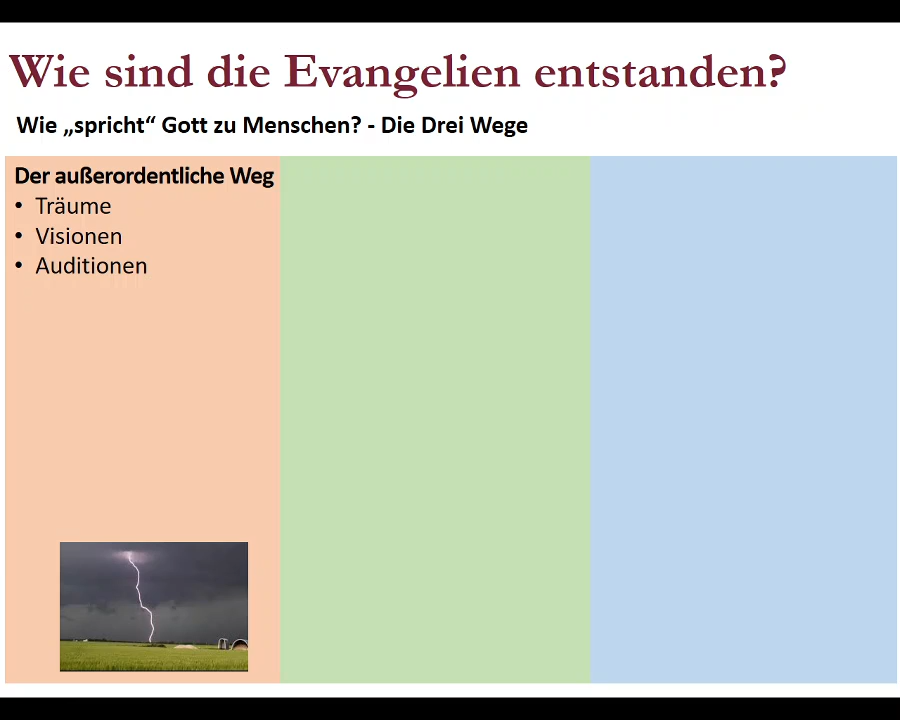 Wie sind die Evangelien entstanden?
Wie „spricht“ Gott zu Menschen? - Die Drei Wege
Der außerordentliche Weg
• Träume
• Visionen
• Auditionen